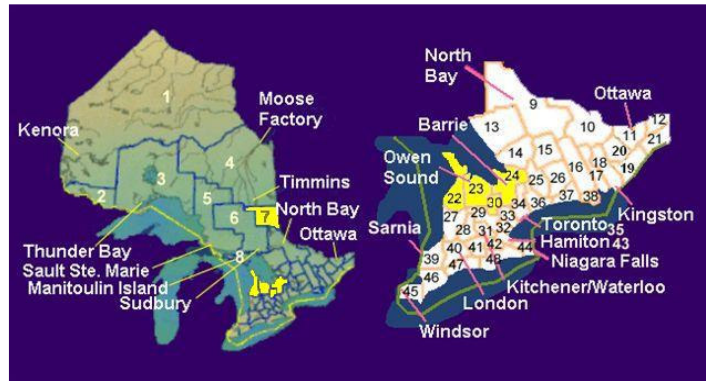 1
Kenora
Moose
Factory
4
2
3
5
Timmins
6
7
North Bay
Ottawa
Thunder Bay
Sault Ste. Marie
8
Manitoulin Island
Sudbury
North
Bay
9
Ottawa
12
10
11
21
13
Barrie
15
20
14
18
Owen
Sound
24
16
17
19
23
25
26
22
30
37
38
34
36
27
29
Kingston
33
Sarnia
28
31
32
Toronto 35
40
41
42
Hamiton 43
44
Niagara Falls
39
47
48
46
Kitchener/Waterloo
45
London
Windsor